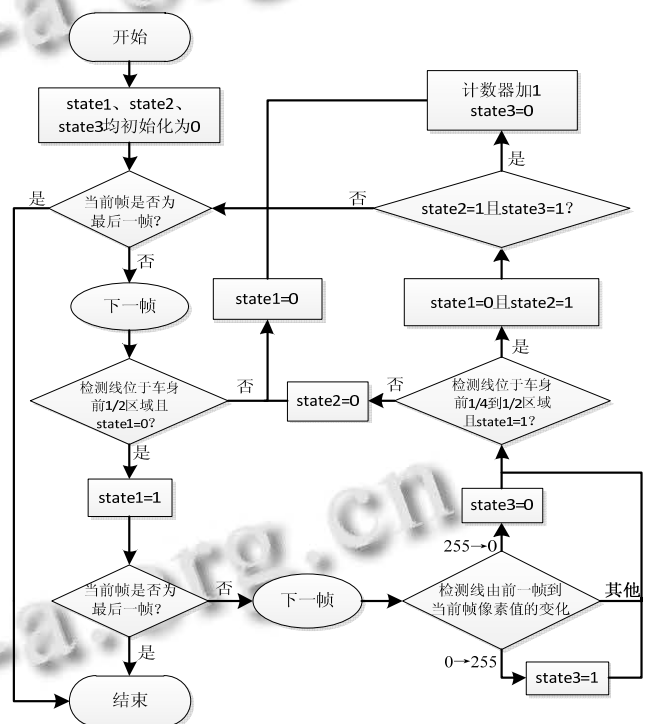 开始
state1、state2、
state3均初始化为0
当前帧是否为
最后一帧？
是
否
下一帧
检测线位于车身
前1/2区域且
state1=0？
否
是
state1=1
当前帧是否为
最后一帧？
否
是
结束
下一帧
检测线由前一帧到
当前帧像素值的变化
255→0
0→255
其他
state3=0
state3=1
检测线位于车身
前1/4到1/2区域
且state1=1？
否
是
state2=0
state1=0
state1=0且state2=1
state2=1且state3=1？
否
是
计数器加1
state3=0
a.org.cn